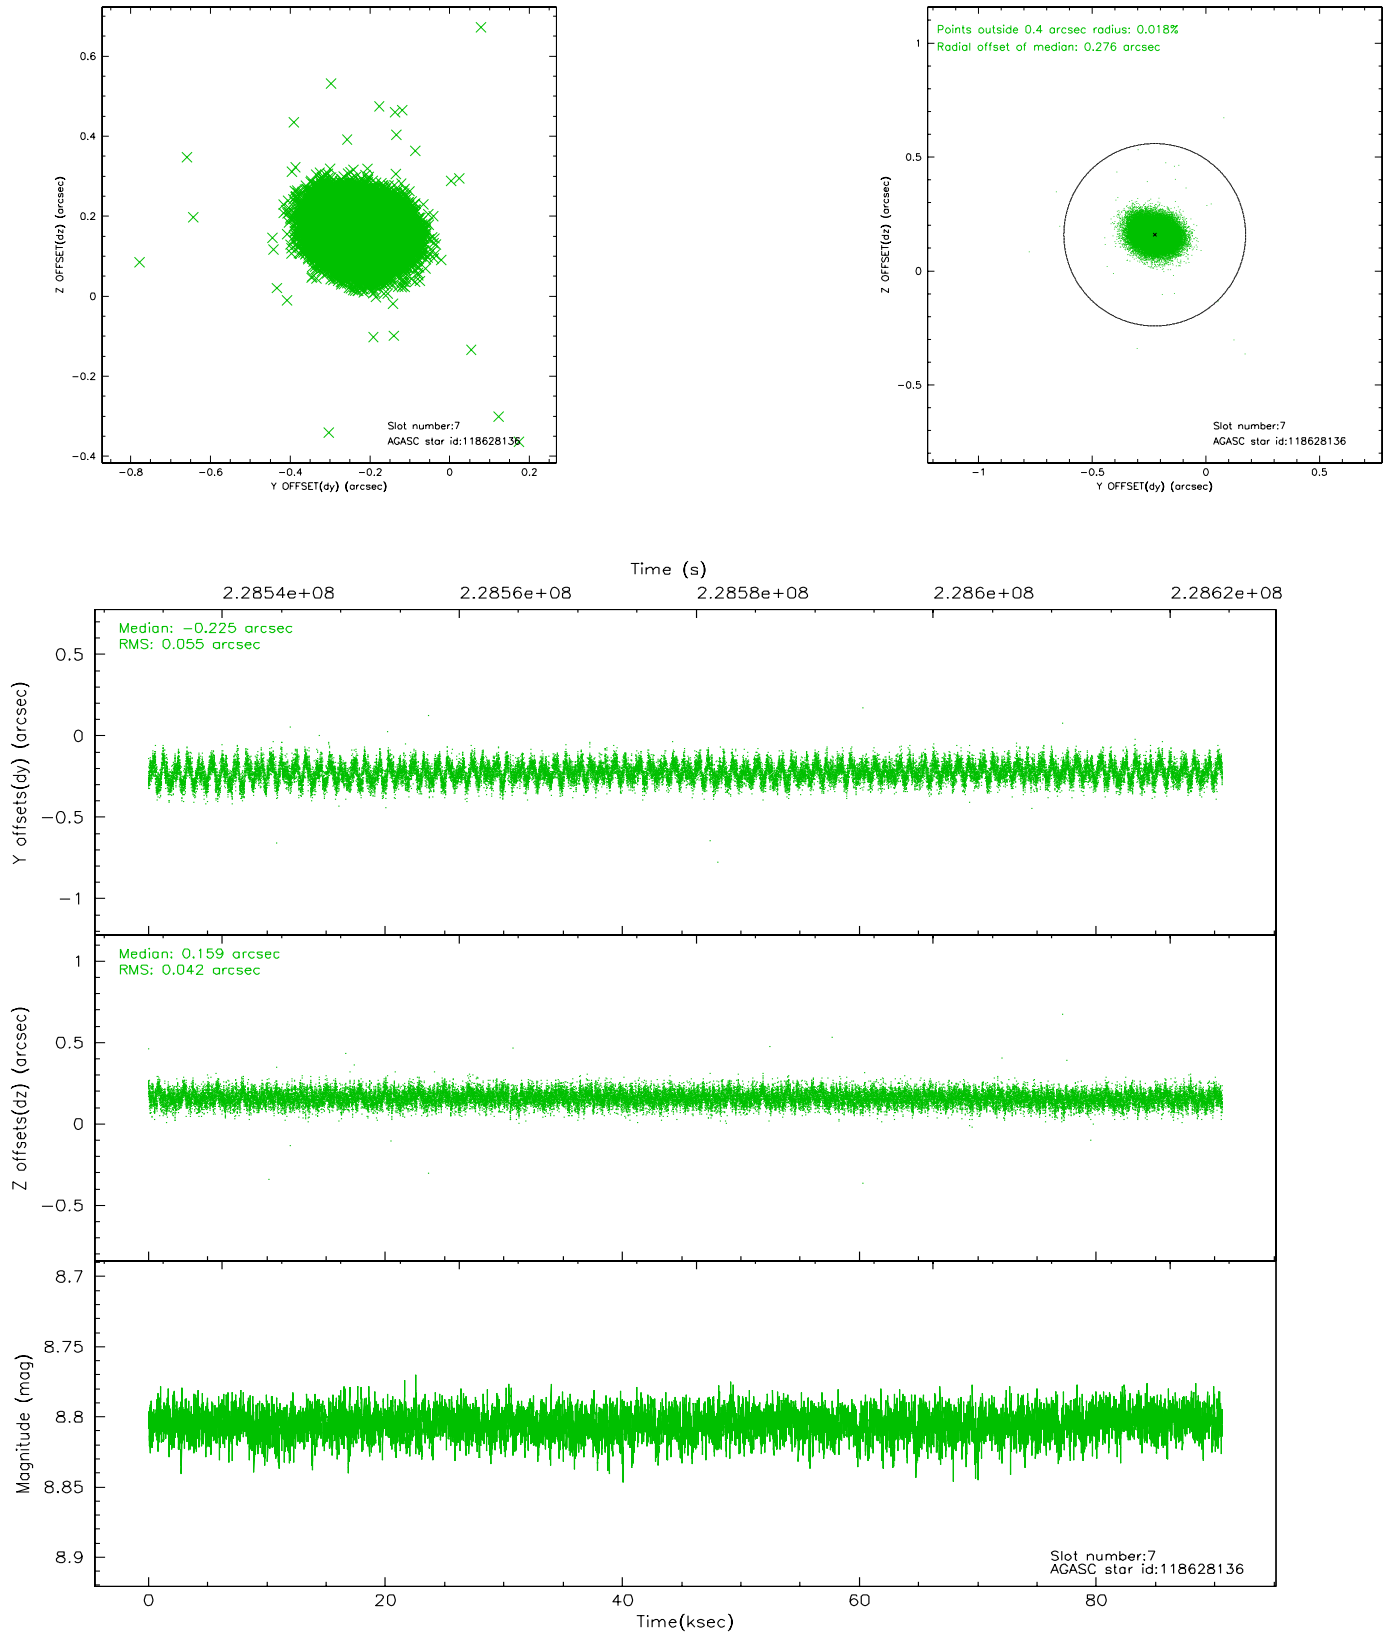 0.6
0.4
0.2
0
−0.2
−0.4
Z OFFSET(dz) (arcsec)
Slot number:7
AGASC star id:118628136
−0.8 −0.6 −0.4 −0.2 0 0.2
Y OFFSET(dy) (arcsec)
Points outside 0.4 arcsec radius: 0.018%
Radial offset of median: 0.276 arcsec
1
0.5
0
−0.5
Z OFFSET(dz) (arcsec)
Slot number:7
AGASC star id:118628136
−1 −0.5 0 0.5
Y OFFSET(dy) (arcsec)
Time (s)
2.2854e+08 2.2856e+08 2.2858e+08 2.286e+08 2.2862e+08
Median: −0.225 arcsec
RMS: 0.055 arcsec
0.5
0
−0.5
−1
Y offsets(dy) (arcsec)
Median: 0.159 arcsec
RMS: 0.042 arcsec
1
0.5
0
−0.5
Z offsets(dz) (arcsec)
8.7
8.75
8.8
8.85
8.9
Magnitude (mag)
Slot number:7
AGASC star id:118628136
0 20 40 60 80
Time(ksec)